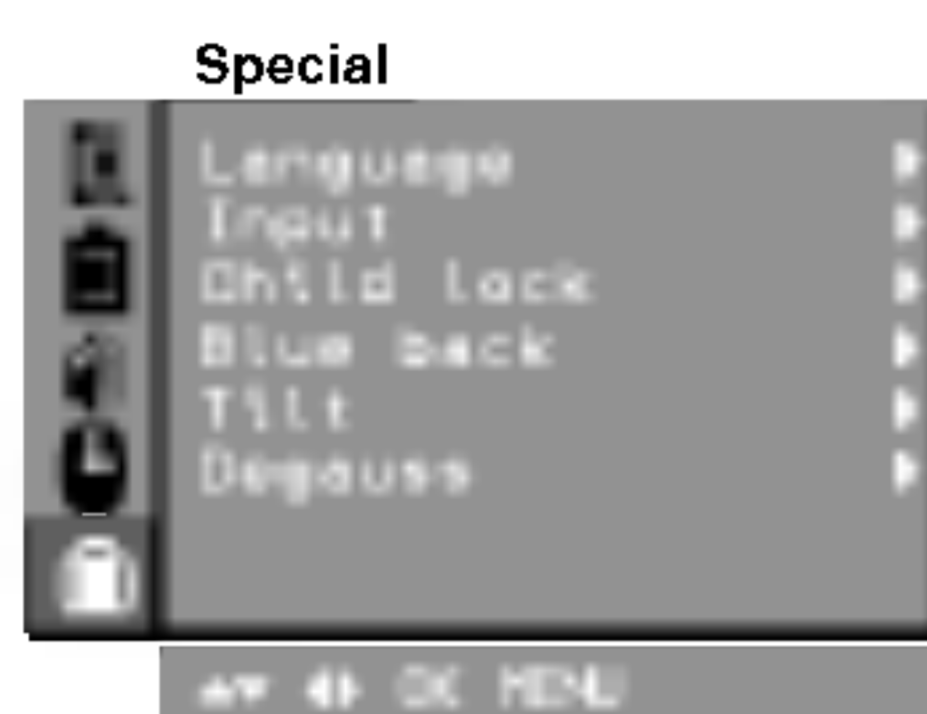 Special
Language
Input
Child lock
Blue back
Tilt
Degauss
OK MENU